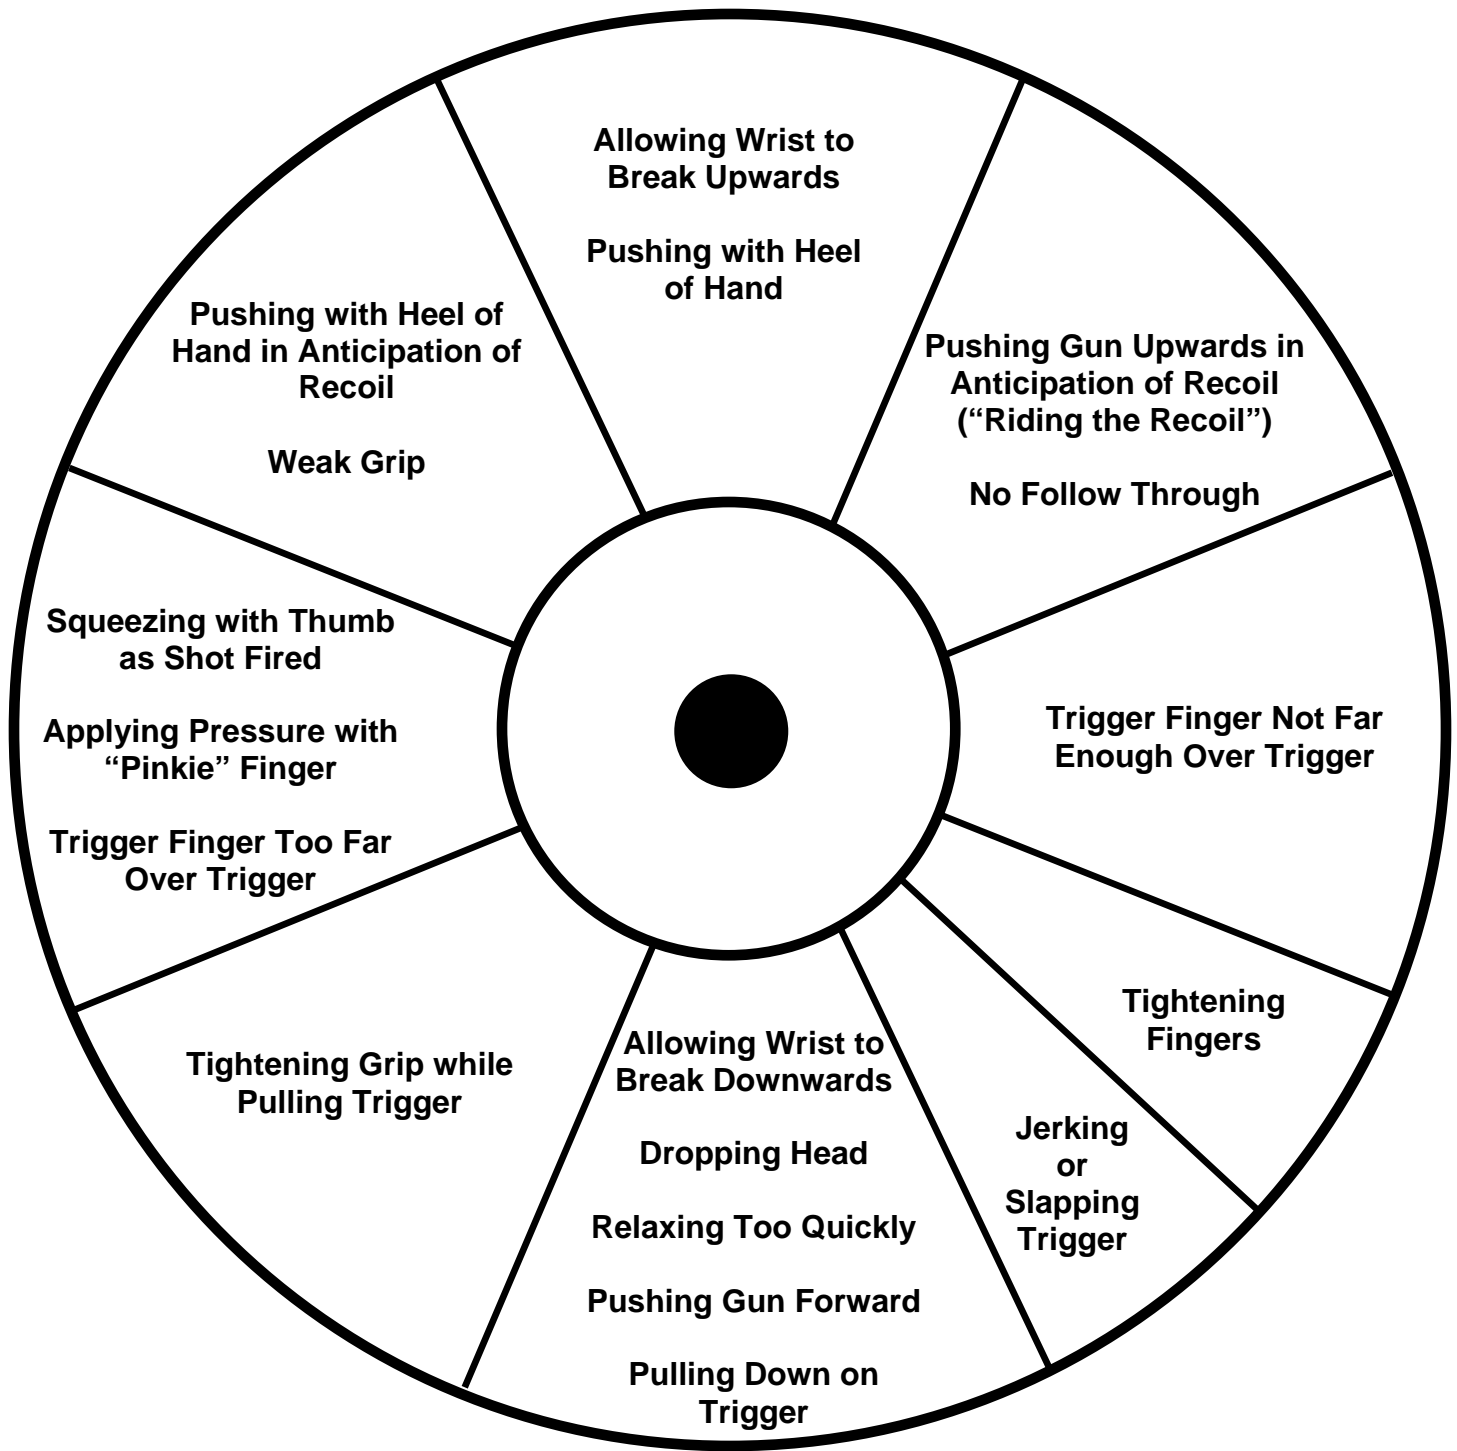 Allowing Wrist to
Break Upwards
Pushing with Heel
of Hand
Pushing Gun Upwards in
Anticipation of Recoil
(“Riding the Recoil”)
No Follow Through
Trigger Finger Not Far
Enough Over Trigger
Tightening
Fingers
Jerking
or
Slapping
Trigger
Allowing Wrist to
Break Downwards
Dropping Head
Relaxing Too Quickly
Pushing Gun Forward
Pulling Down on
Trigger
Tightening Grip while
Pulling Trigger
Squeezing with Thumb
as Shot Fired
Applying Pressure with
“Pinkie” Finger
Trigger Finger Too Far
Over Trigger
Pushing with Heel of
Hand in Anticipation of
Recoil
Weak Grip